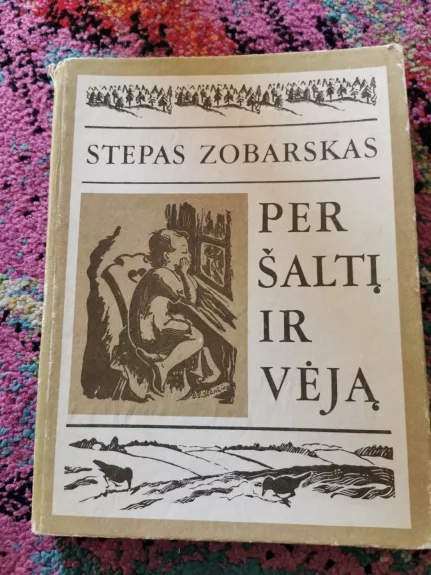 STEPAS ZOBARSKAS
PER
ŠALTĮ
IR
VĖJĄ